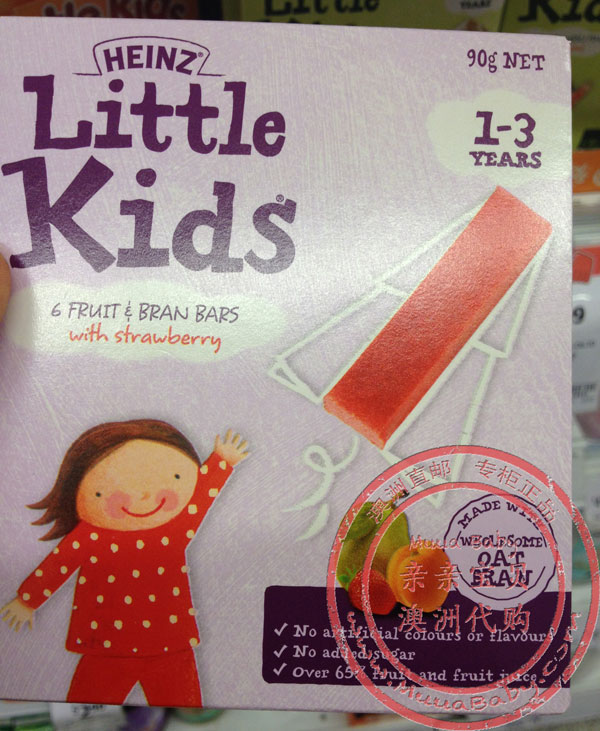 HEINZ
90g NET
Little
Kids
1-3
YEARS
6 FRUIT & BRAN BARS
with strawberry
澳洲直邮 专柜正品
MADE WITH
WHOLESOME
OAT
BRAN
澳洲代购
✓ No artificial colours or flavours
✓ No added sugar
✓ Over 65% fruit and fruit juice